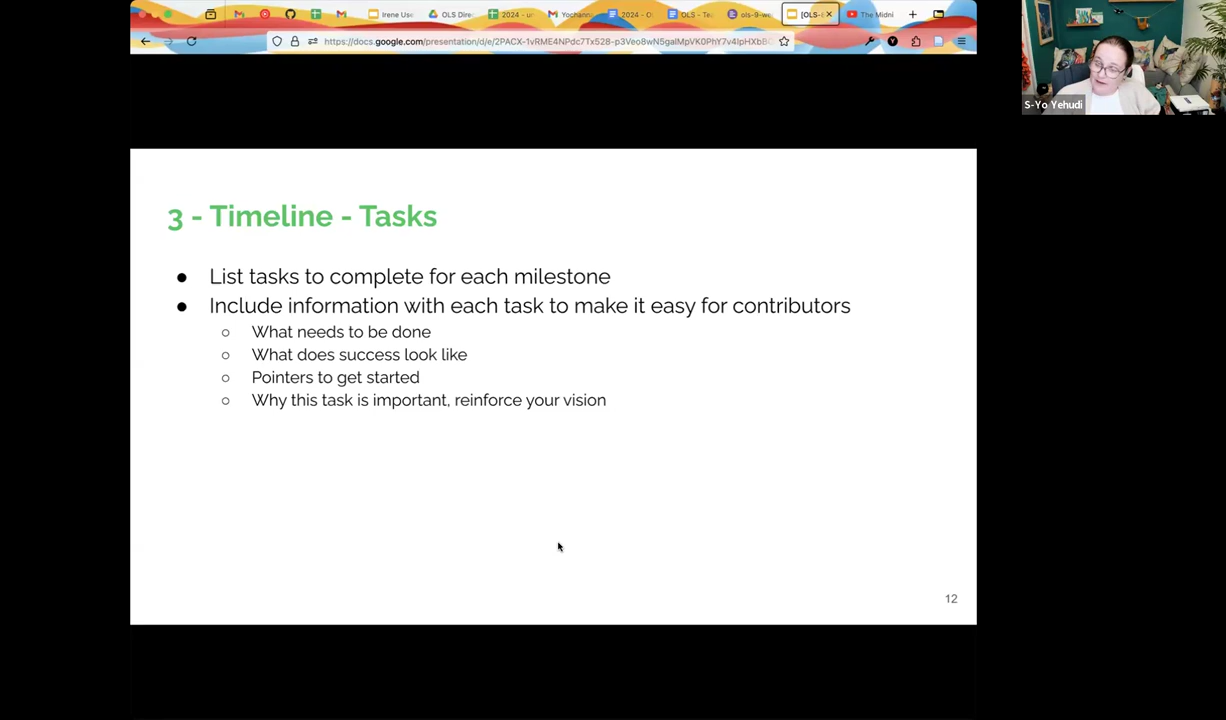 Irene Use
OLS Dire
2024 - u
Yochann
2024 - O
OLS - Te
ols-9-we
[OLS-
The Midni
https://docs.google.com/presentation/d/e/2PACX-1vRME4NPdc7Tx528-p3Veo8wN5galMpVK0PhY7v4lpHXbB
S-Yo Yehudi
3 - Timeline - Tasks
● List tasks to complete for each milestone
● Include information with each task to make it easy for contributors
○ What needs to be done
○ What does success look like
○ Pointers to get started
○ Why this task is important, reinforce your vision
12